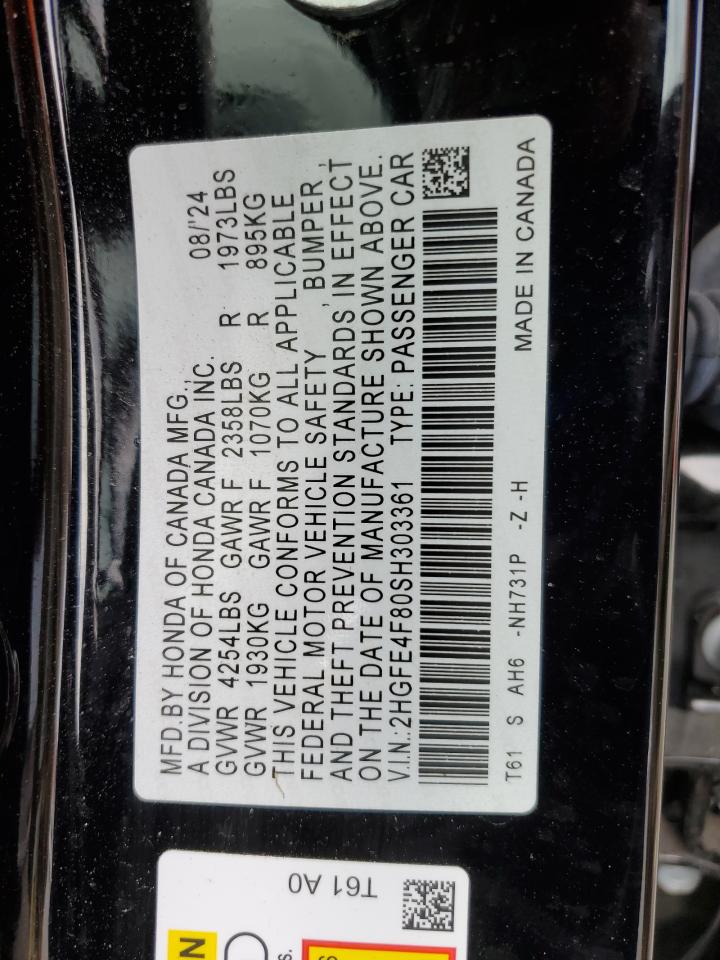 MFD.BY HONDA OF CANADA MFG.,
A DIVISION OF HONDA CANADA INC. 08/'24
GVWR 4254LBS GAWR F 2358LBS R 1973LBS
GVWR 1930KG GAWR F 1070KG R 895KG
THIS VEHICLE CONFORMS TO ALL APPLICABLE
FEDERAL MOTOR VEHICLE SAFETY , BUMPER ,
AND THEFT PREVENTION STANDARDS IN EFFECT
ON THE DATE OF MANUFACTURE SHOWN ABOVE.
V.I.N.:2HGFE4F80SH303361 TYPE: PASSENGER CAR
T61 S AH6 -NH731P -Z -H MADE IN CANADA
T61 A0